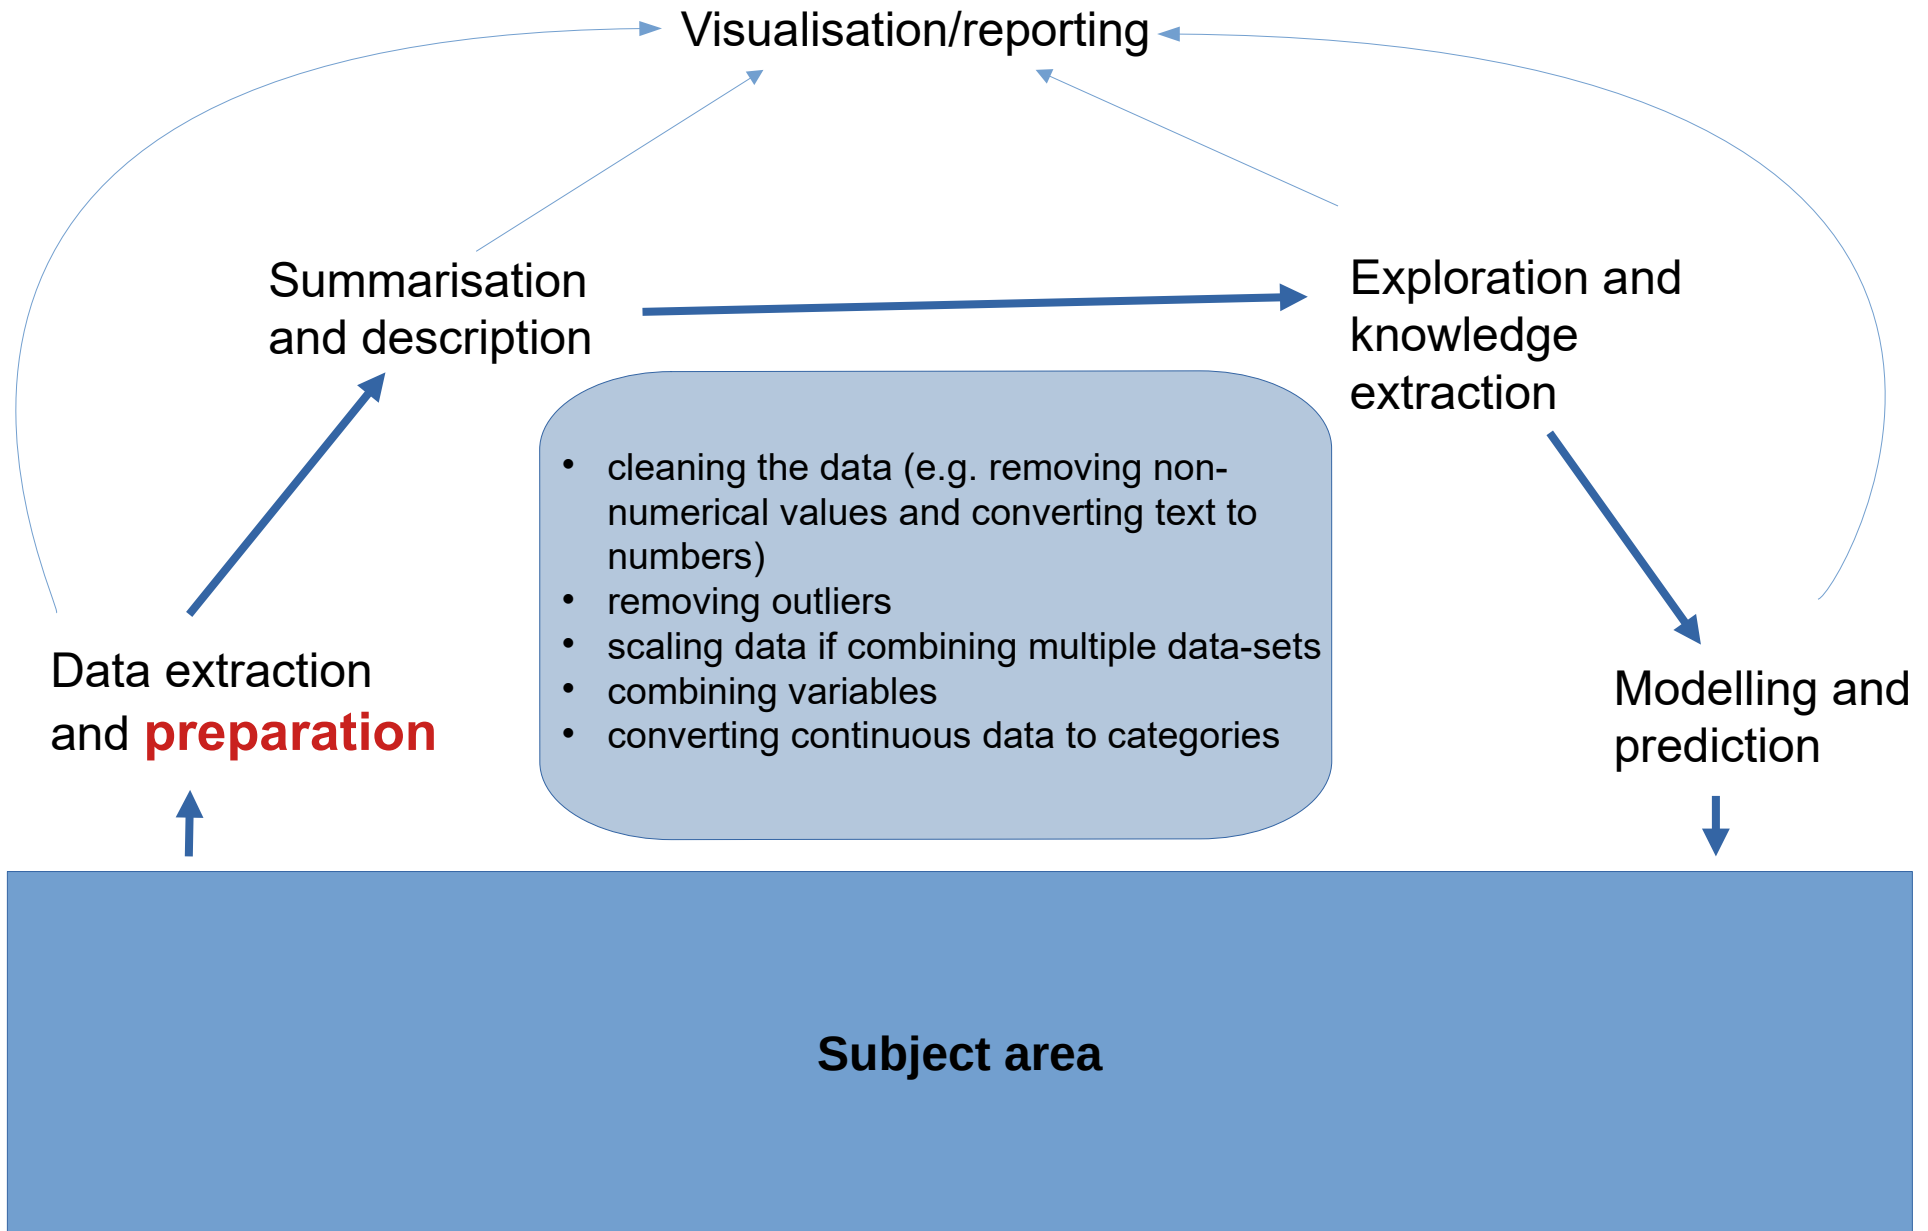 Visualisation/reporting
Summarisation
and description
Exploration and
knowledge
extraction
• cleaning the data (e.g. removing non-
numerical values and converting text to
numbers)
• removing outliers
• scaling data if combining multiple data-sets
• combining variables
• converting continuous data to categories
Data extraction
and preparation
Modelling and
prediction
Subject area